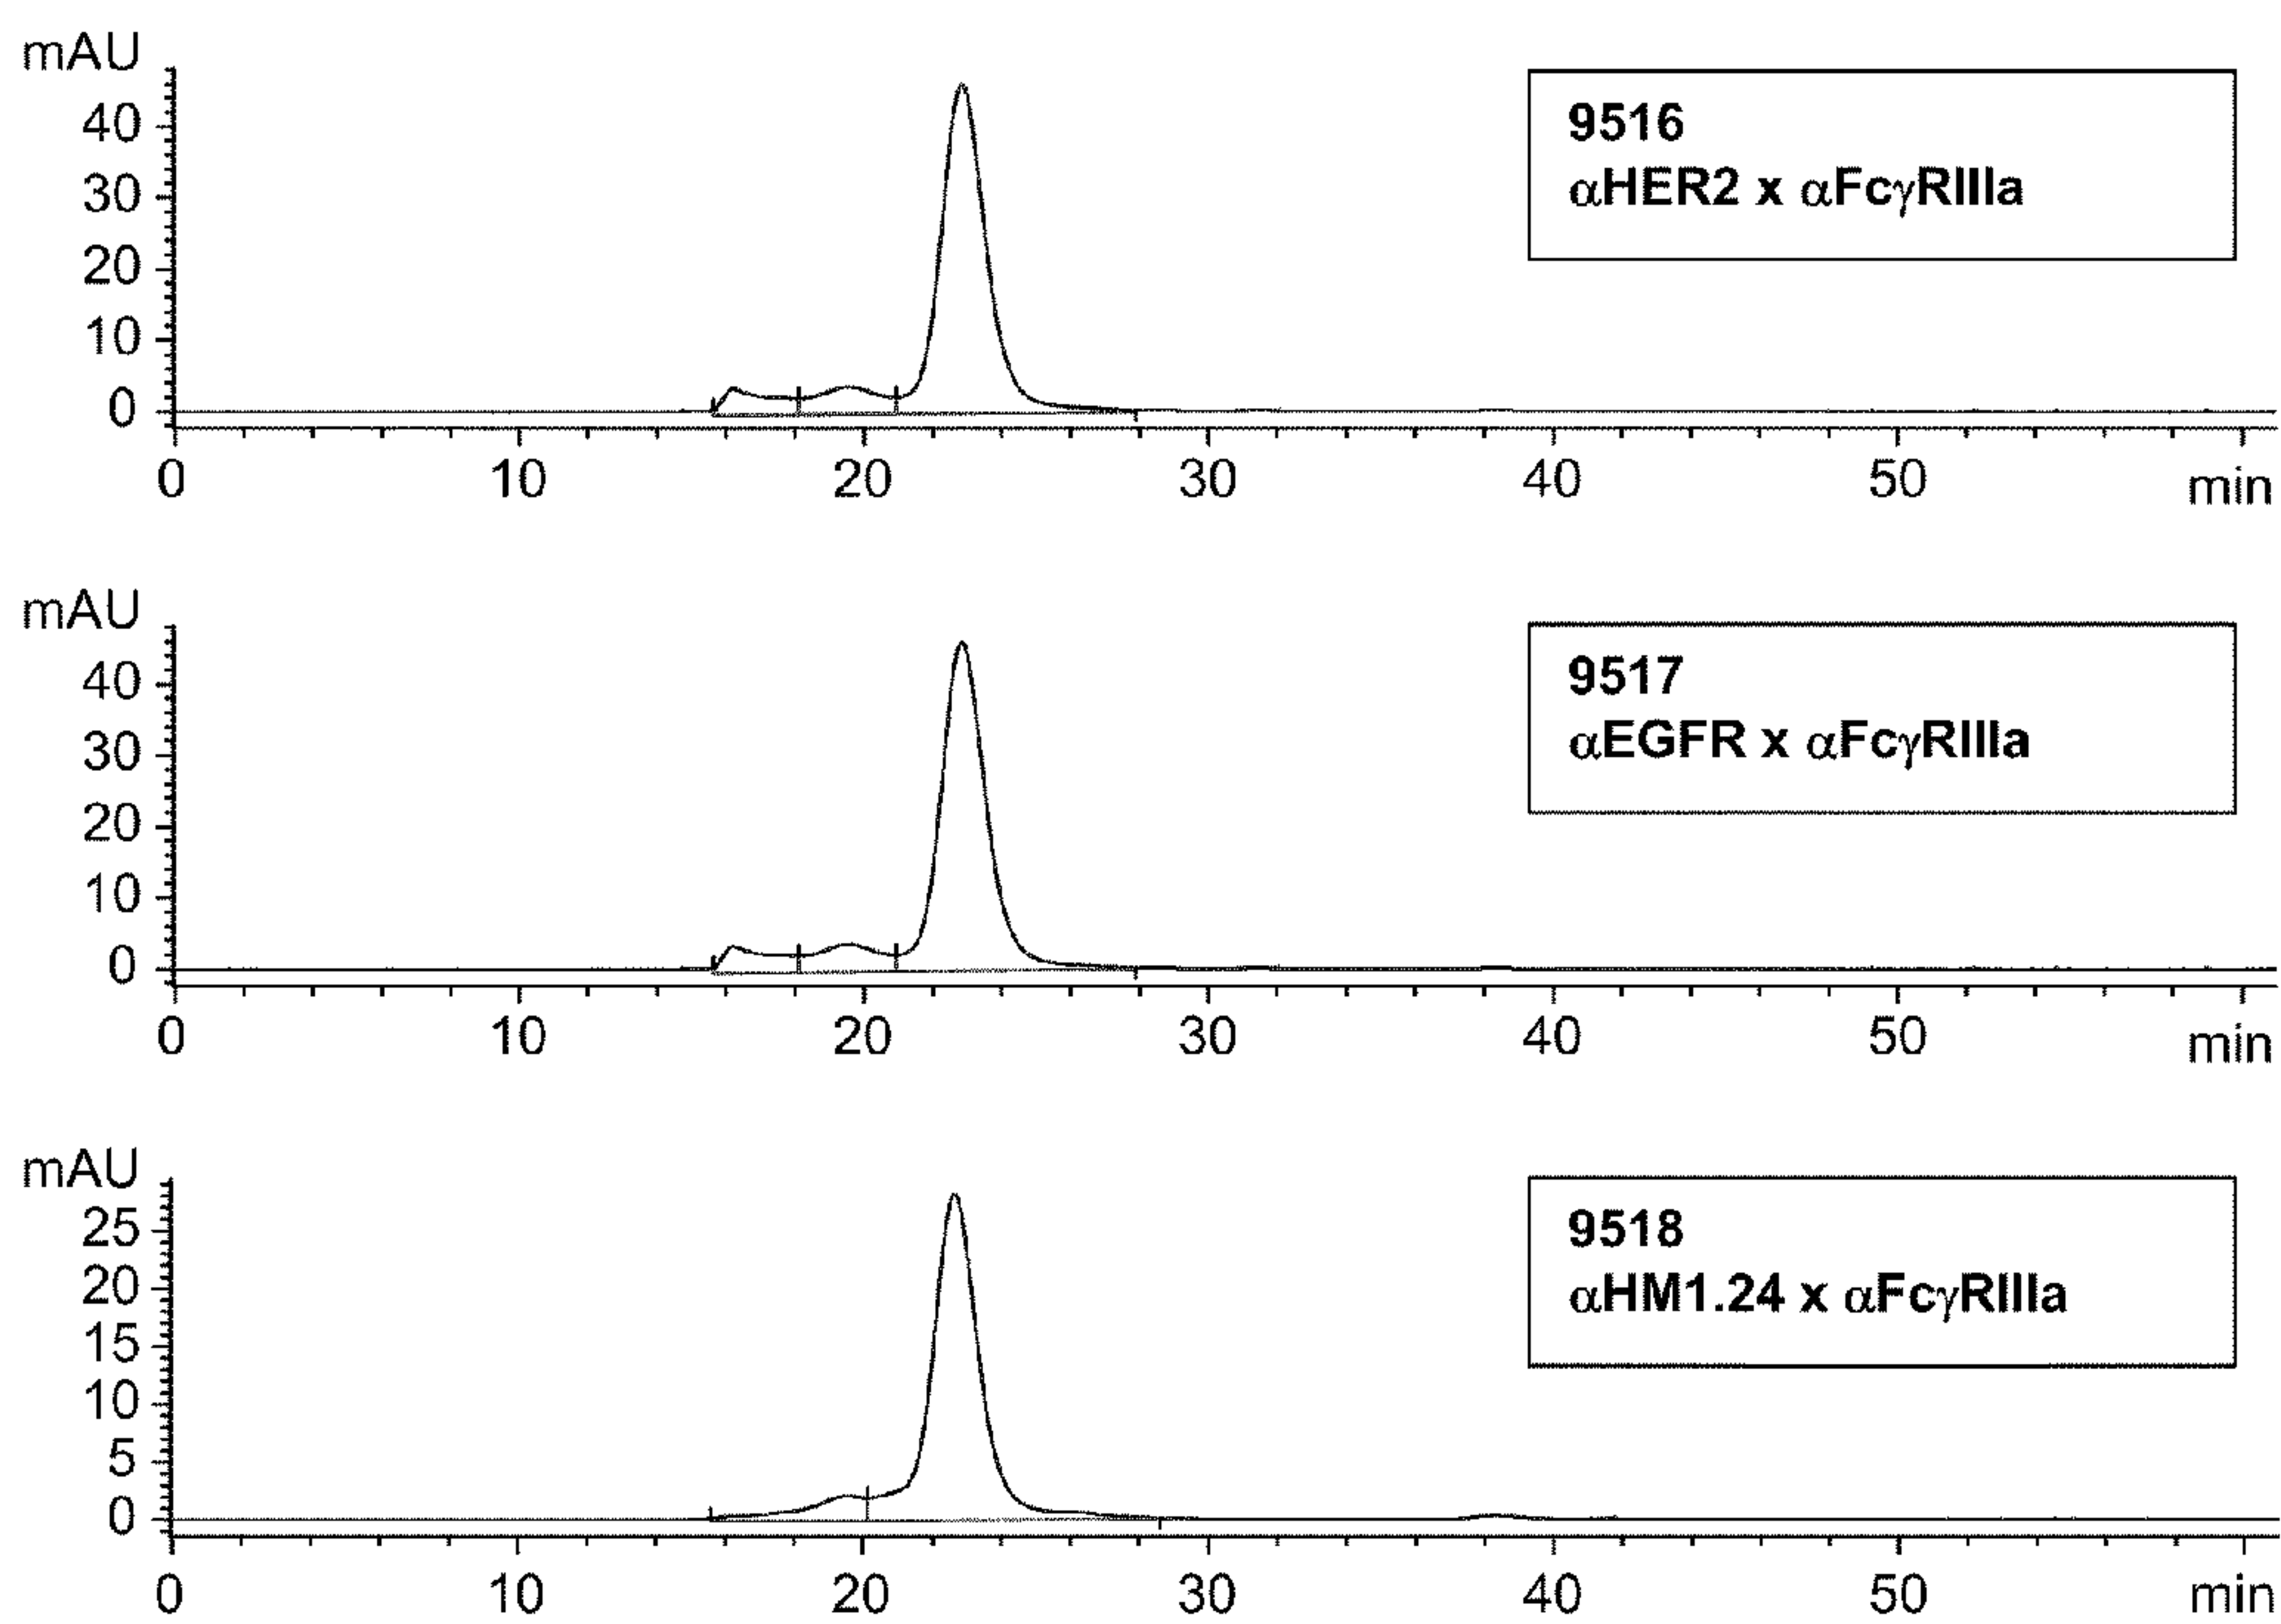 mAU
40
30
20
10
0
0 10 20 30 40 50 min
9516
αHER2 x αFcγRIIIa
mAU
40
30
20
10
0
0 10 20 30 40 50 min
9517
αEGFR x αFcγRIIIa
mAU
25
20
15
10
5
0
0 10 20 30 40 50 min
9518
αHM1.24 x αFcγRIIIa